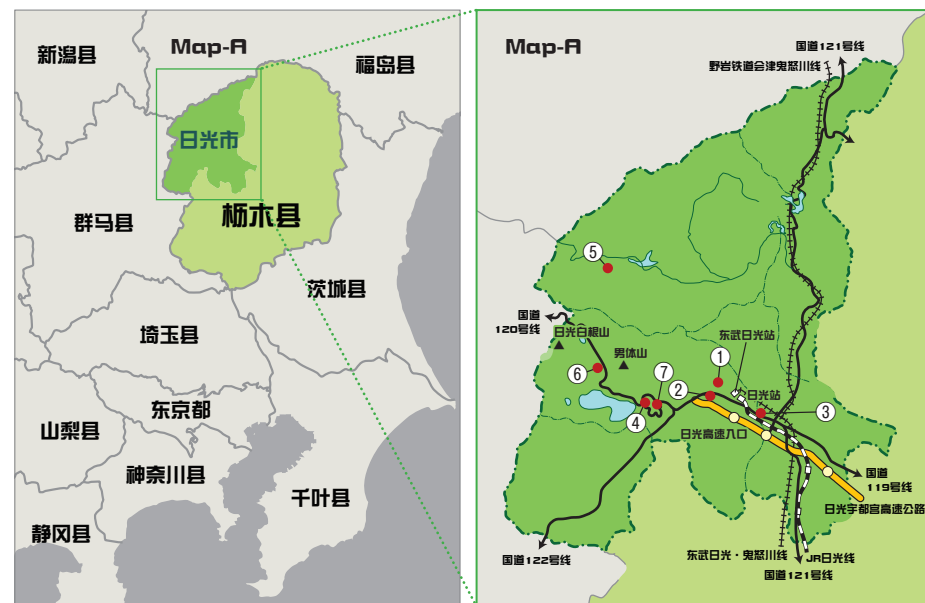 Map-A
新潟县
福岛县
日光市
枥木县
群马县
茨城县
埼玉县
东京都
山梨县
神奈川县
千叶县
静冈县
Map-A
国道121号线
野岩铁道会津鬼怒川线
⑤
国道
120号线
日光白根山
男体山
东武日光站
①
⑥
⑦
②
日光站
④
③
日光高速入口
国道
119号线
日光宇都宫高速公路
国道122号线
东武日光・鬼怒川线
JR日光线
国道121号线